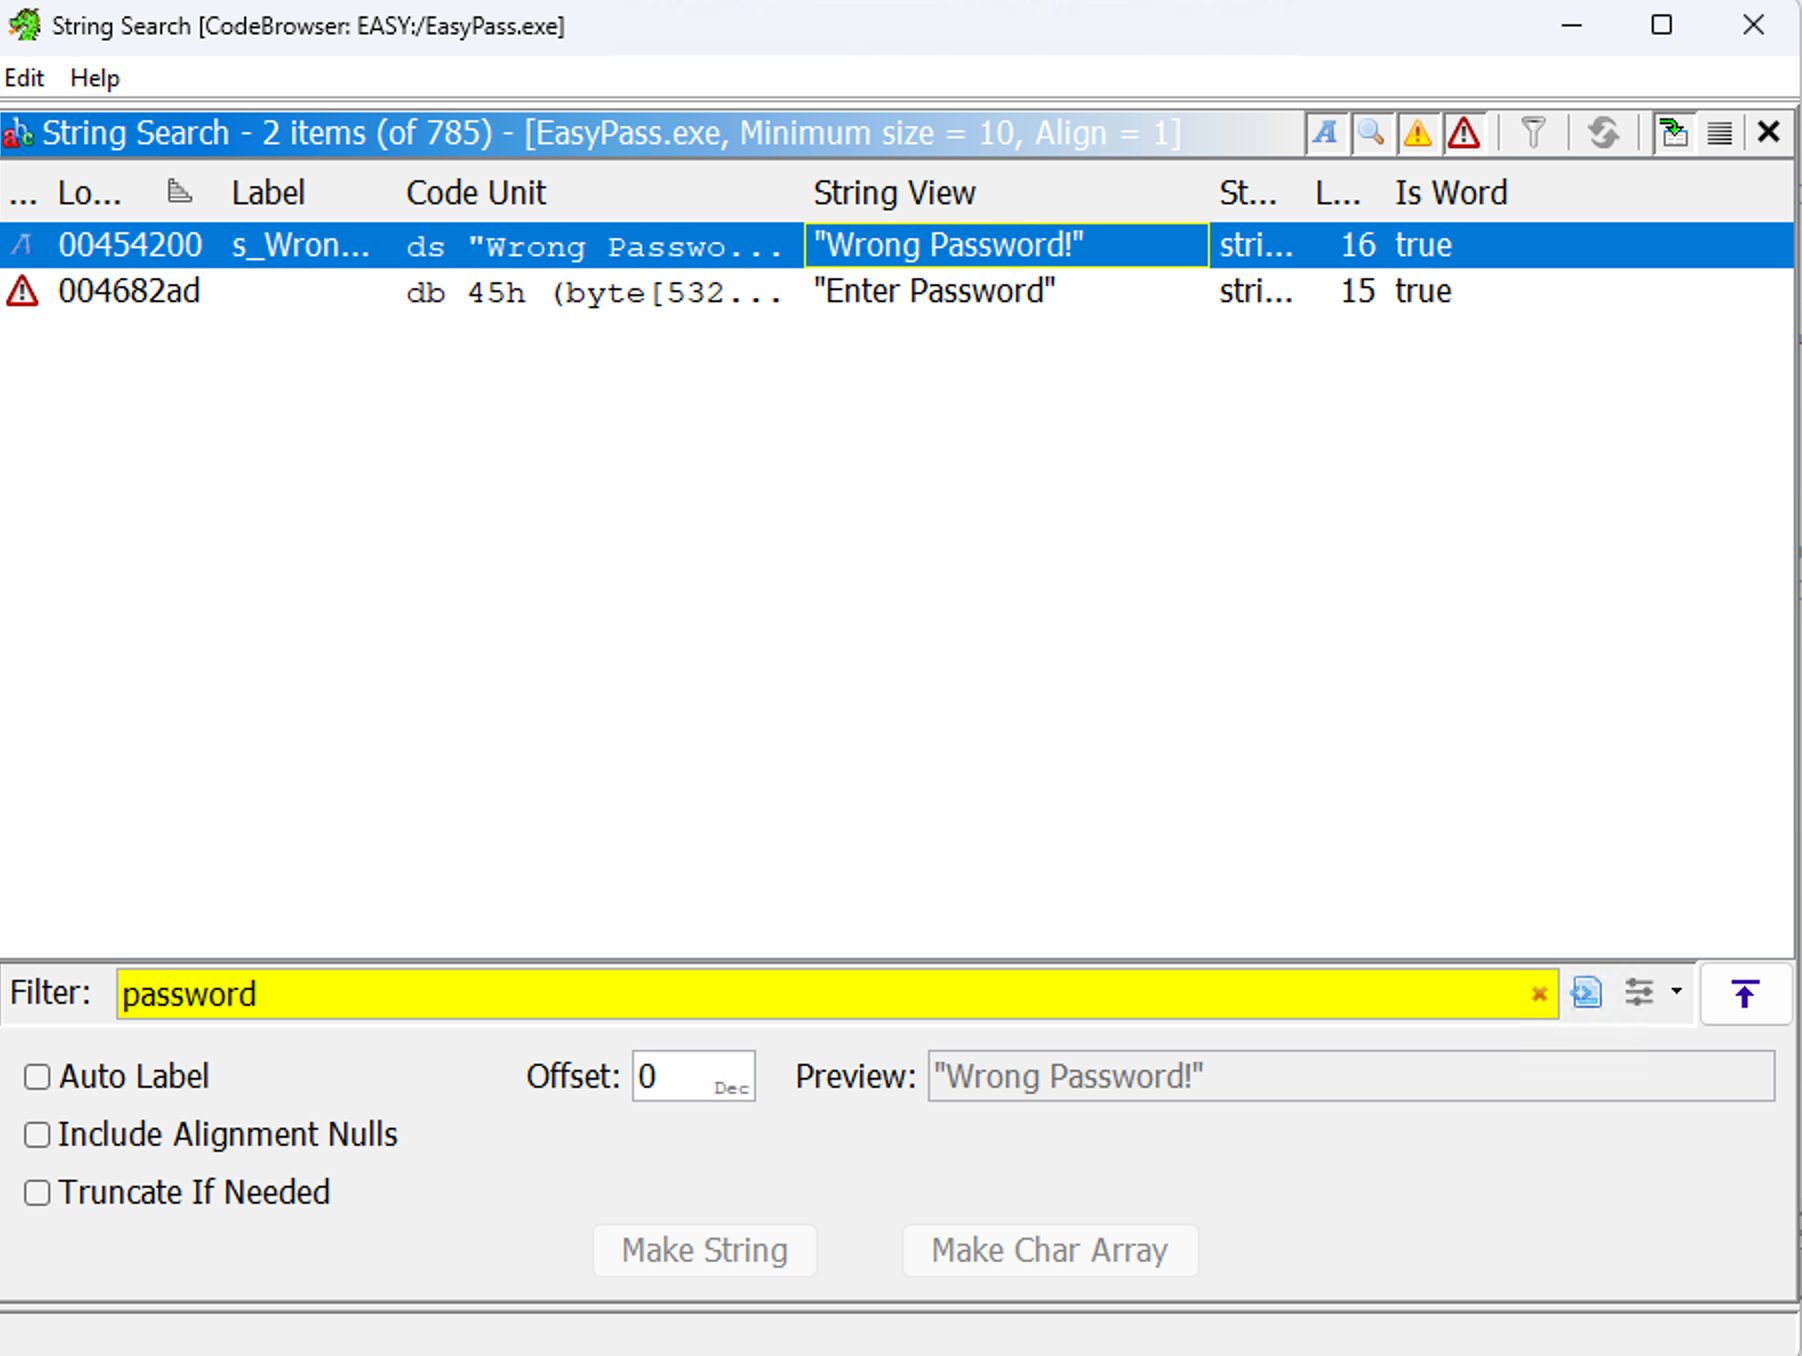 String Search [CodeBrowser: EASY:/EasyPass.exe]
Edit Help
String Search - 2 items (of 785) - [EasyPass.exe, Minimum size = 10, Align = 1]
... Lo... Label Code Unit String View St... L... Is Word
00454200 s_Wron... ds "Wrong Passwo... "Wrong Password!" stri... 16 true
004682ad db 45h (byte[532... "Enter Password" stri... 15 true
Filter: password
Auto Label Offset: 0 Dec Preview: "Wrong Password!"
Include Alignment Nulls
Truncate If Needed
Make String Make Char Array